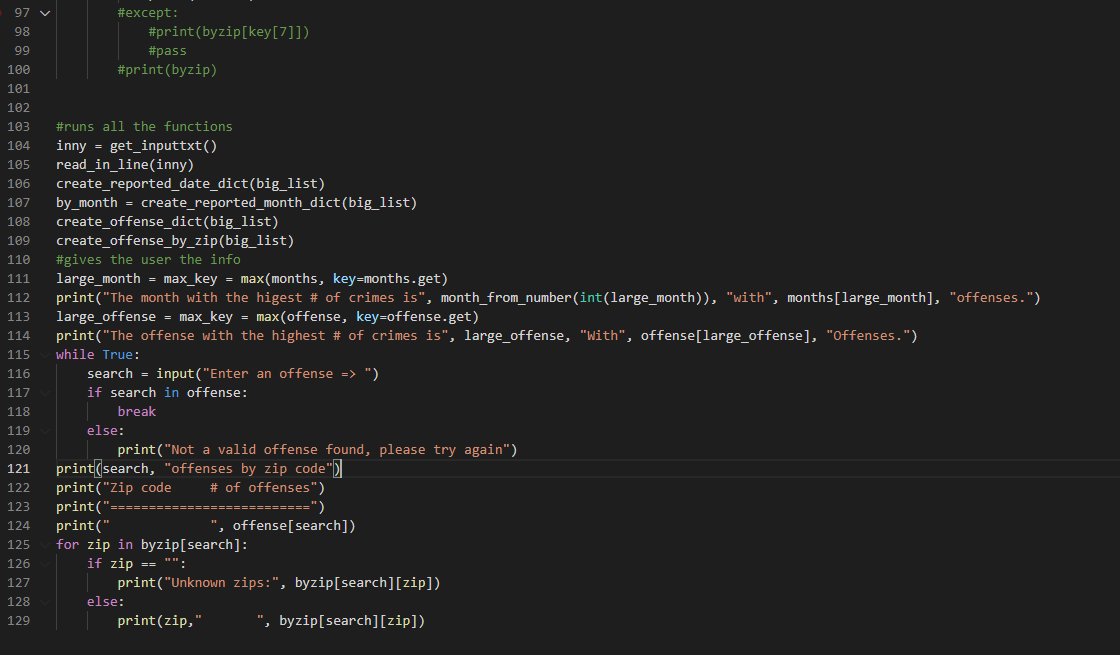 97 #except:
98 #print(byzip[key[7]])
99 #pass
100 #print(byzip)
101
102
103 #runs all the functions
104 inny = get_inputtxt()
105 read_in_line(inny)
106 create_reported_date_dict(big_list)
107 by_month = create_reported_month_dict(big_list)
108 create_offense_dict(big_list)
109 create_offense_by_zip(big_list)
110 #gives the user the info
111 large_month = max_key = max(months, key=months.get)
112 print("The month with the higest # of crimes is", month_from_number(int(large_month)), "with", months[large_month], "offenses.")
113 large_offense = max_key = max(offense, key=offense.get)
114 print("The offense with the highest # of crimes is", large_offense, "With", offense[large_offense], "Offenses.")
115 while True:
116     search = input("Enter an offense => ")
117     if search in offense:
118         break
119     else:
120         print("Not a valid offense found, please try again")
121 print(search, "offenses by zip code")
122 print("Zip code     # of offenses")
123 print("==========================")
124 print("             ", offense[search])
125 for zip in byzip[search]:
126     if zip == "":
127         print("Unknown zips:", byzip[search][zip])
128     else:
129         print(zip,"       ", byzip[search][zip])